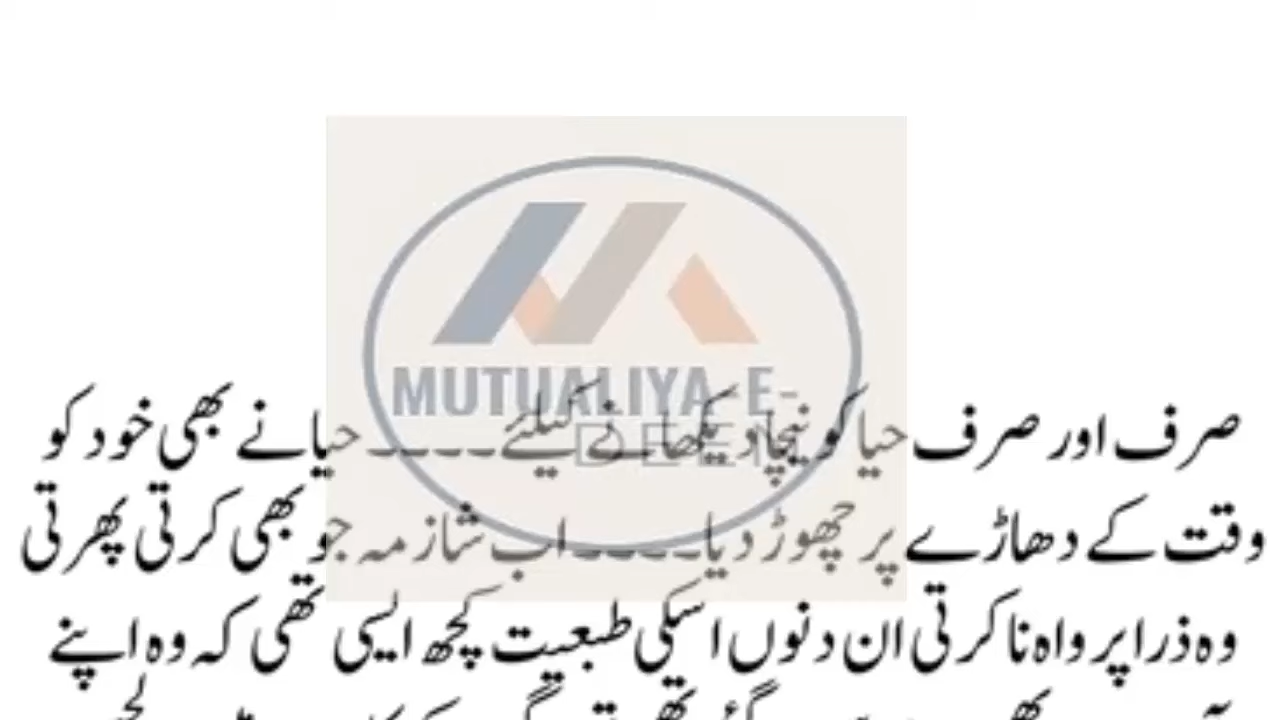 MUTUALIYA-E-
DEEN
صرف اور صرف حیا کو نیچا دیکھانے کیلئے۔۔۔۔ حیا نے بھی خود کو
وقت کے دھاڑے پر چھوڑ دیا۔۔۔۔ اب شازمہ جو بھی کرتی پھرتی
وہ ذرا پرواہ نا کرتی ان دنوں اسکی طبعیت کچھ ایسی تھی کہ وہ اپنے